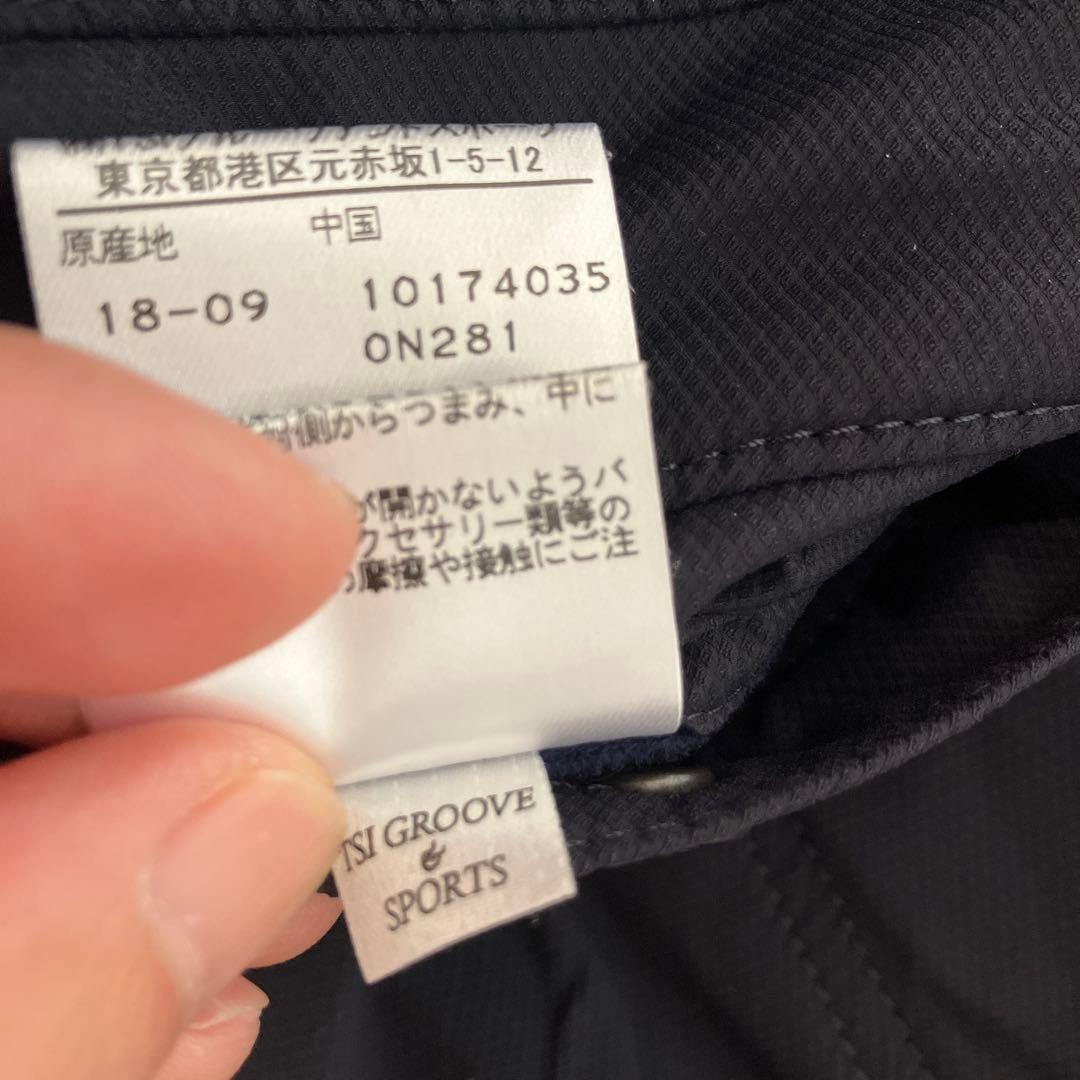 東京都港区元赤坂1-5-12
原産地 中国
18-09 10174035
0N281
側からつまみ、中に
が開かないようバ
クセサリー類等の
摩擦や接触にご注
TSI GROOVE
&
SPORTS